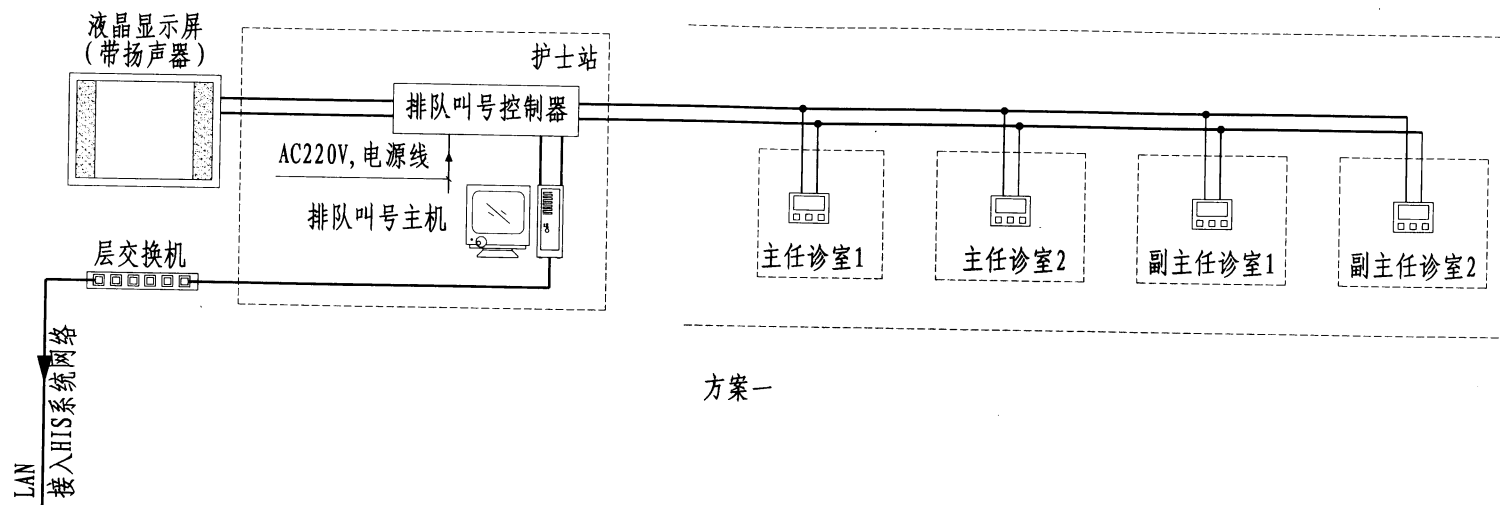 液晶显示屏
(带扬声器)
护士站
排队叫号控制器
AC220V,电源线
排队叫号主机
层交换机
主任诊室1
主任诊室2
副主任诊室1
副主任诊室2
LAN
接入HIS系统网络
方案一